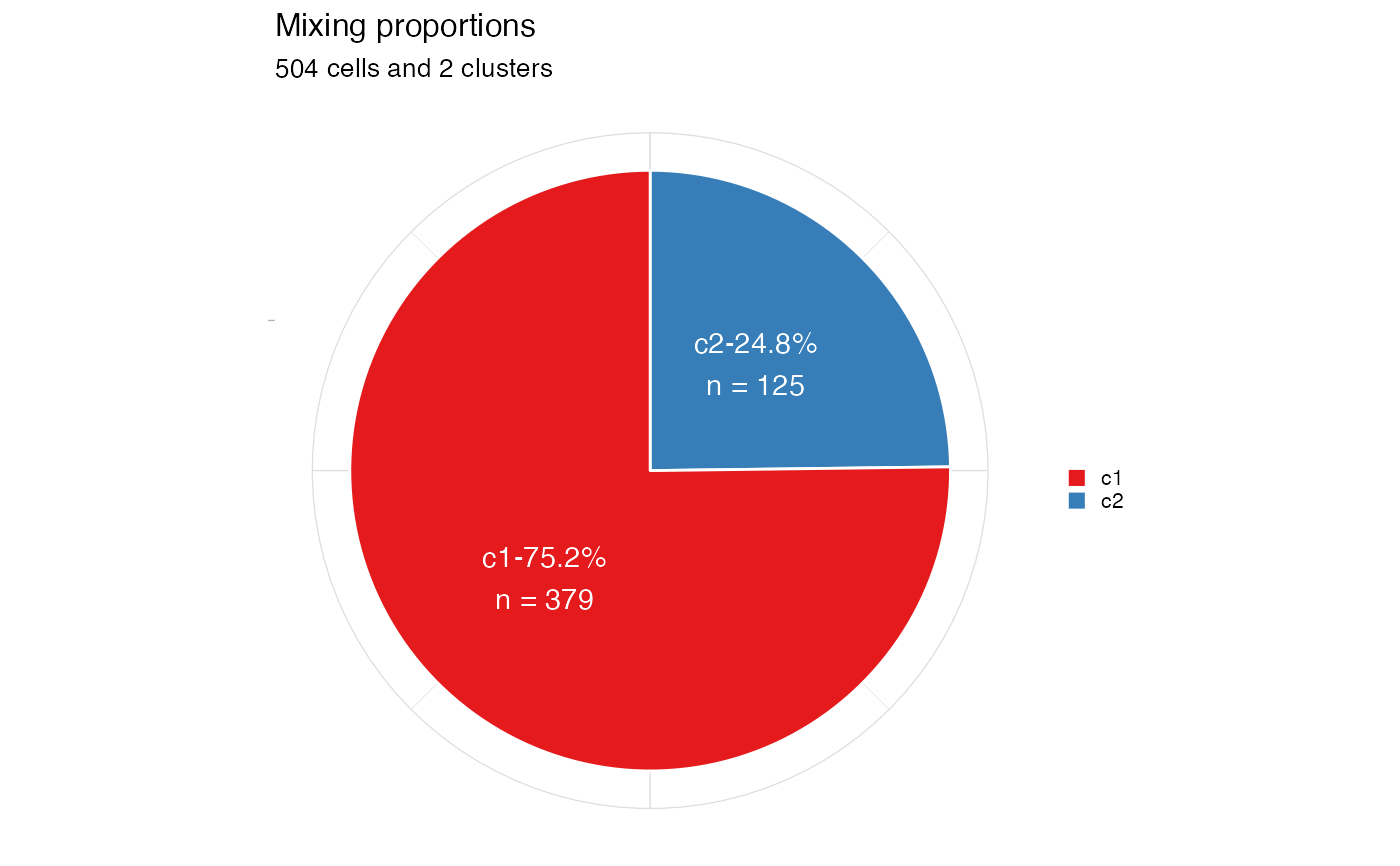 Mixing proportions
504 cells and 2 clusters
c2-24.8%
n = 125
c1-75.2%
n = 379
c1
c2